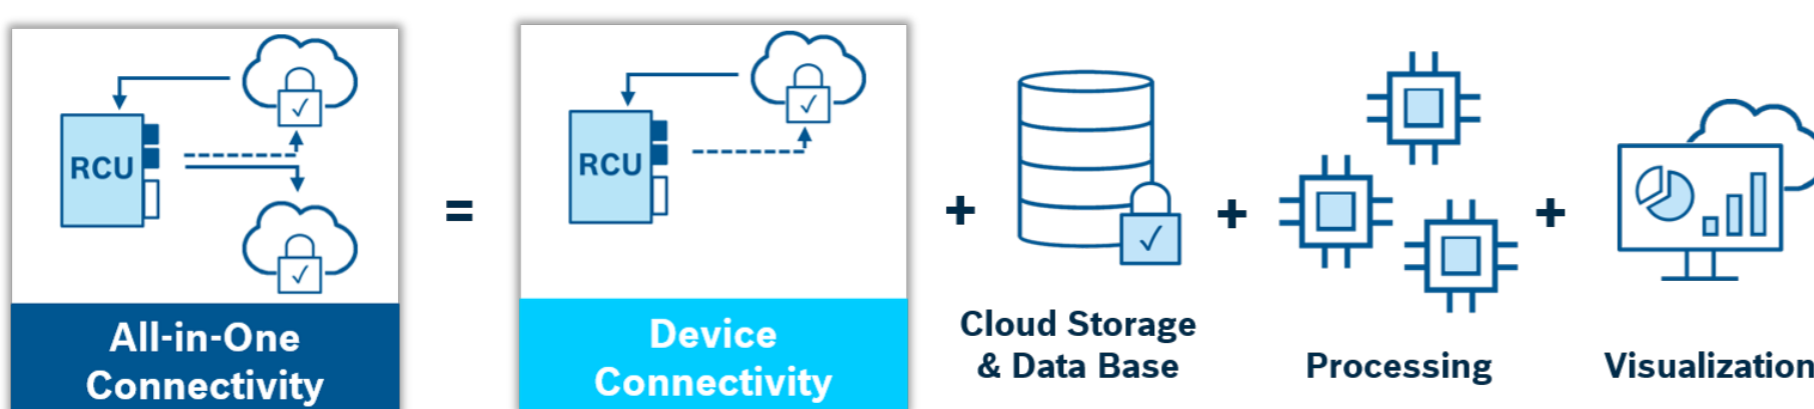 RCU
All-in-One
Connectivity
=
RCU
Device
Connectivity
+
Cloud Storage
& Data Base
+
Processing
+
Visualization